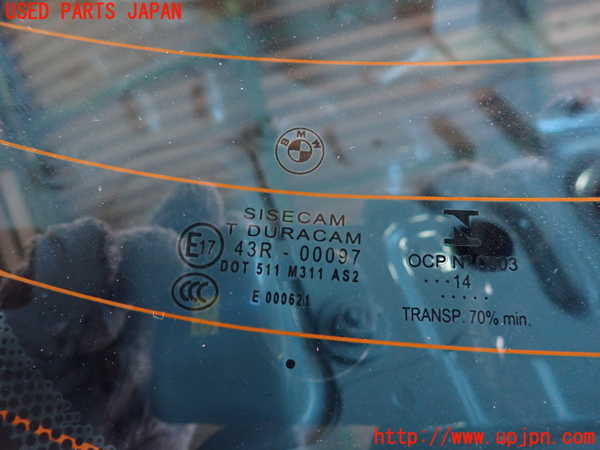 USED PARTS JAPAN
BMW
SISECAM
T DURACAM
E17
43R - 00097
DOT 511 M311 AS2
CCC
E 000621
OCP
··· 14
·····
TRANSP. 70% min.
http://www.upjpn.com/